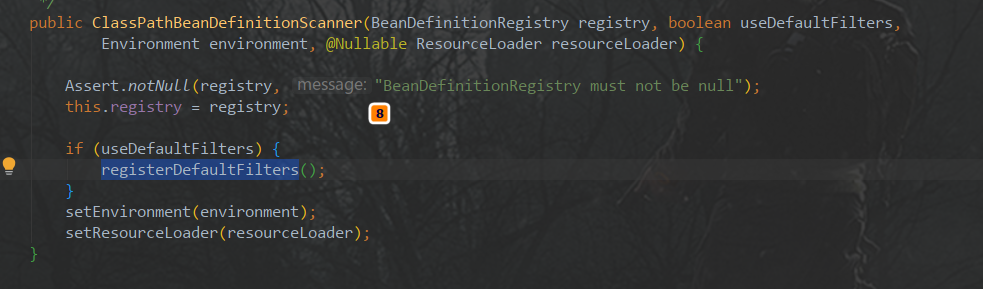 */
public ClassPathBeanDefinitionScanner(BeanDefinitionRegistry registry, boolean useDefaultFilters,
Environment environment, @Nullable ResourceLoader resourceLoader) {
Assert.notNull(registry, message: "BeanDefinitionRegistry must not be null");
this.registry = registry;
8
if (useDefaultFilters) {
registerDefaultFilters();
}
setEnvironment(environment);
setResourceLoader(resourceLoader);
}